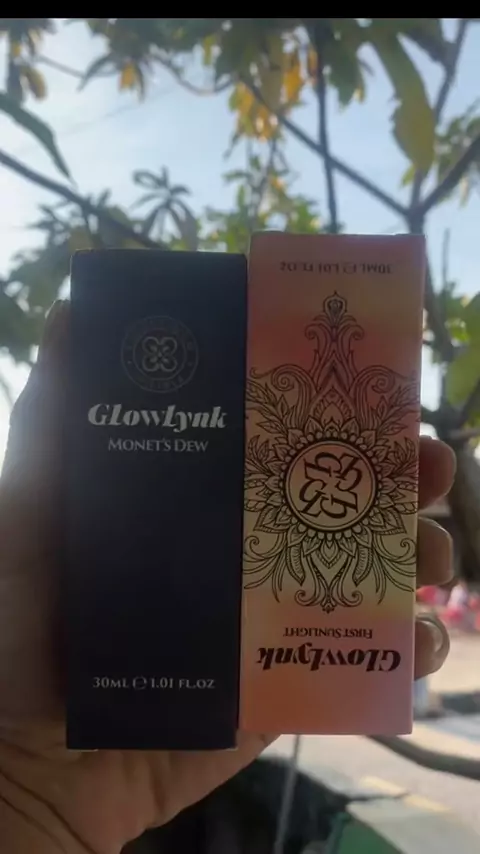 Glowlynk
MONET'S DEW
30ML ℮ 1.01 FL.OZ
30ML ℮ 1.01 FL.OZ
FIRST SUNLIGHT
Glowlynk